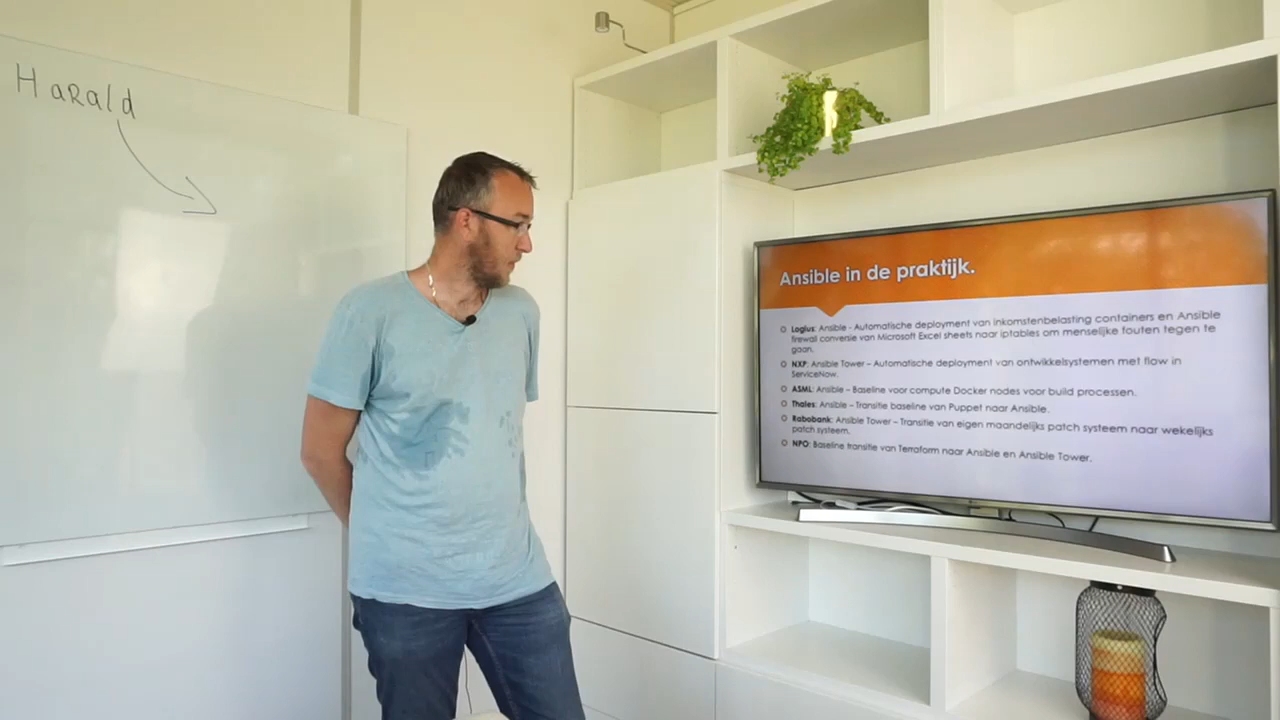 HaRald
Ansible in de praktijk.
Logius: Ansible - Automatische deployment van inkomstenbelasting containers en Ansible
firewall conversie van Microsoft Excel sheets naar iptables om menselijke fouten tegen te
gaan.
NXP: Ansible Tower – Automatische deployment van ontwikkelsystemen met flow in
ServiceNow.
ASML: Ansible – Baseline voor compute Docker nodes voor build processen.
Thales: Ansible – Transitie baseline van Puppet naar Ansible.
Rabobank: Ansible Tower – Transitie van eigen maandelijks patch systeem naar wekelijks
patch systeem.
NPO: Baseline transitie van Terraform naar Ansible en Ansible Tower.